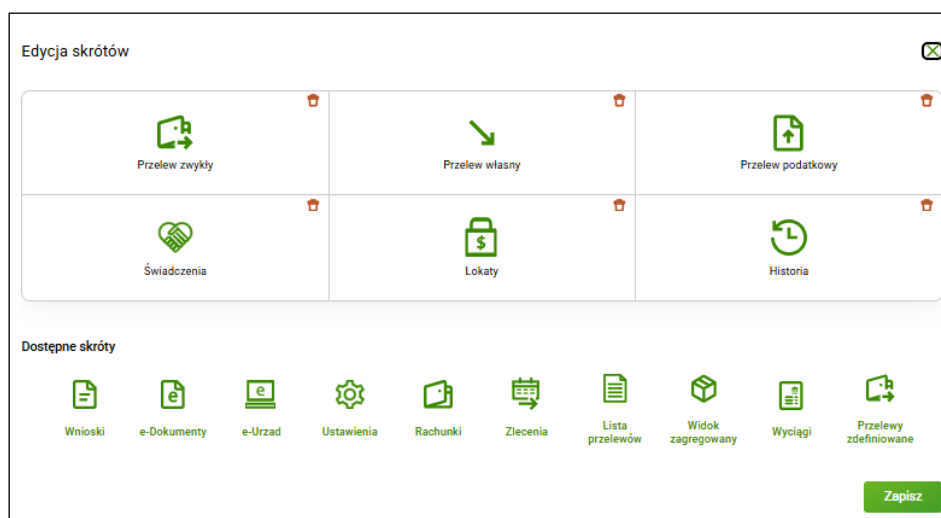 Edycja skrótów
Przelew zwykły
Przelew własny
Przelew podatkowy
$
Świadczenia
Lokaty
Historia
Dostępne skróty
e
e
Wnioski
e-Dokumenty
e-Urzad
Ustawienia
Rachunki
Zlecenia
Lista
przelewów
Widok
zagregowany
Wyciągi
Przelewy
zdefiniowane
Zapisz